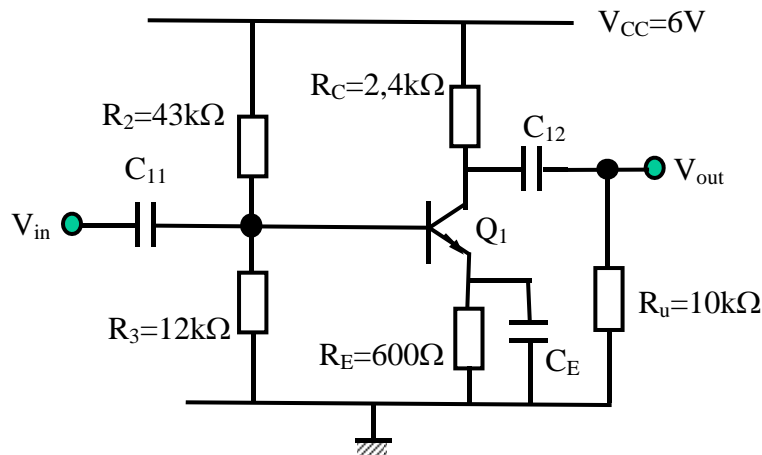 V_CC=6V
R_C=2,4kΩ
R_2=43kΩ
C_12
C_11
V_out
V_in
Q_1
R_3=12kΩ
R_u=10kΩ
R_E=600Ω
C_E